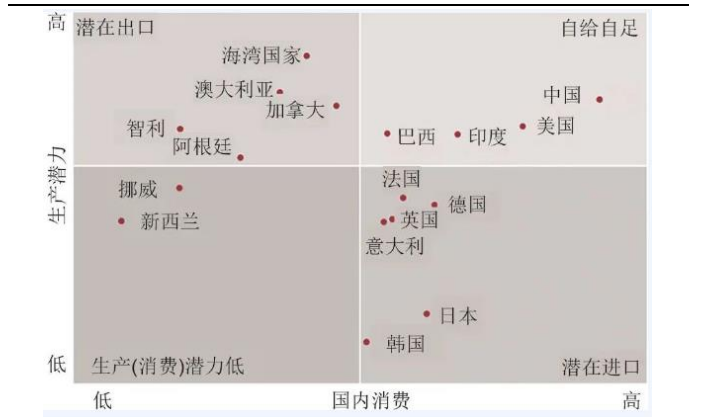 高
潜在出口
自给自足
海湾国家
澳大利亚
加拿大
中国
智利
阿根廷
巴西
印度
美国
生产潜力
法国
挪威
德国
新西兰
英国
意大利
日本
韩国
低
生产(消费)潜力低
潜在进口
低
国内消费
高